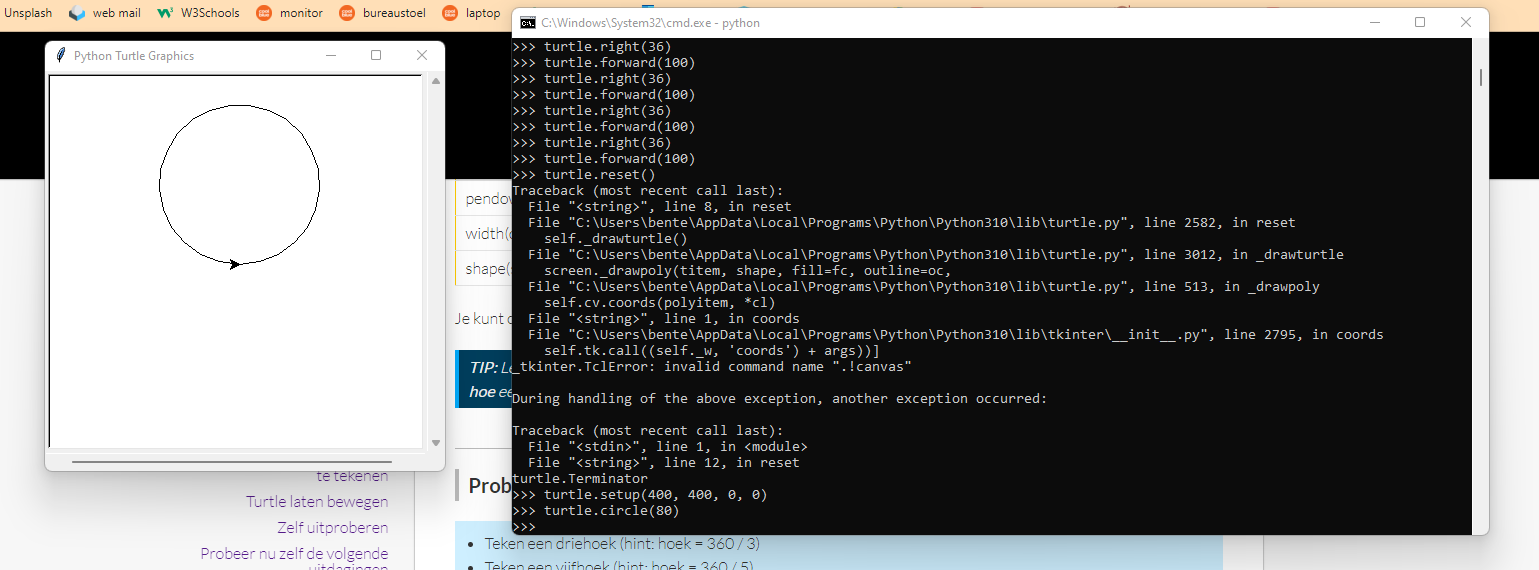 Unsplash web mail W3Schools monitor bureaustoel laptop
Python Turtle Graphics
pendow
width(
shape(
Je kunt
TIP: Le
hoe ee
Prob
te tekenen
Turtle laten bewegen
Zelf uitproberen
Probeer nu zelf de volgende
uitdagingen
Teken een driehoek (hint: hoek = 360 / 3)
Teken een vijfhoek (hint: hoek = 360 / 5)
C:\Windows\System32\cmd.exe - python
>>> turtle.right(36)
>>> turtle.forward(100)
>>> turtle.right(36)
>>> turtle.forward(100)
>>> turtle.right(36)
>>> turtle.forward(100)
>>> turtle.right(36)
>>> turtle.forward(100)
>>> turtle.reset()
Traceback (most recent call last):
  File "<string>", line 8, in reset
  File "C:\Users\bente\AppData\Local\Programs\Python\Python310\lib\turtle.py", line 2582, in reset
    self._drawturtle()
  File "C:\Users\bente\AppData\Local\Programs\Python\Python310\lib\turtle.py", line 3012, in _drawturtle
    screen._drawpoly(titem, shape, fill=fc, outline=oc,
  File "C:\Users\bente\AppData\Local\Programs\Python\Python310\lib\turtle.py", line 513, in _drawpoly
    self.cv.coords(polyitem, *cl)
  File "<string>", line 1, in coords
  File "C:\Users\bente\AppData\Local\Programs\Python\Python310\lib\tkinter\__init__.py", line 2795, in coords
    self.tk.call((self._w, 'coords') + args))]
_tkinter.TclError: invalid command name ".!canvas"
During handling of the above exception, another exception occurred:
Traceback (most recent call last):
  File "<stdin>", line 1, in <module>
  File "<string>", line 12, in reset
turtle.Terminator
>>> turtle.setup(400, 400, 0, 0)
>>> turtle.circle(80)
>>>